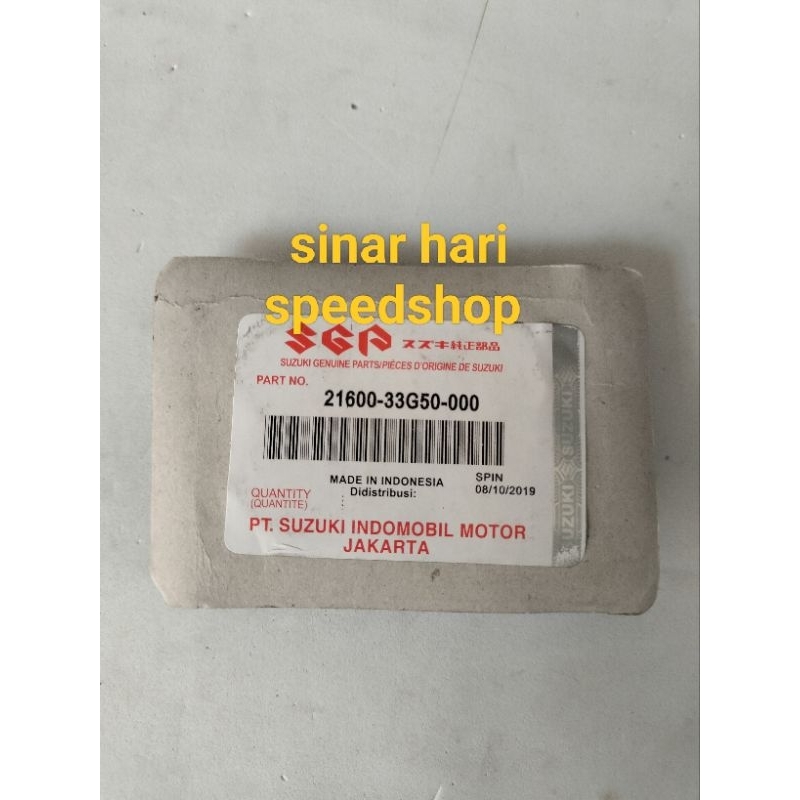 sinar hari
speedshop
SGP スズキ純正部品
SUZUKI GENUINE PARTS/PIÈCES D'ORIGINE DE SUZUKI
PART NO.
21600-33G50-000
MADE IN INDONESIA
Didistribusi:
SPIN
08/10/2019
QUANTITY
(QUANTITE)
PT. SUZUKI INDOMOBIL MOTOR
JAKARTA
UZUKI SUZUKI